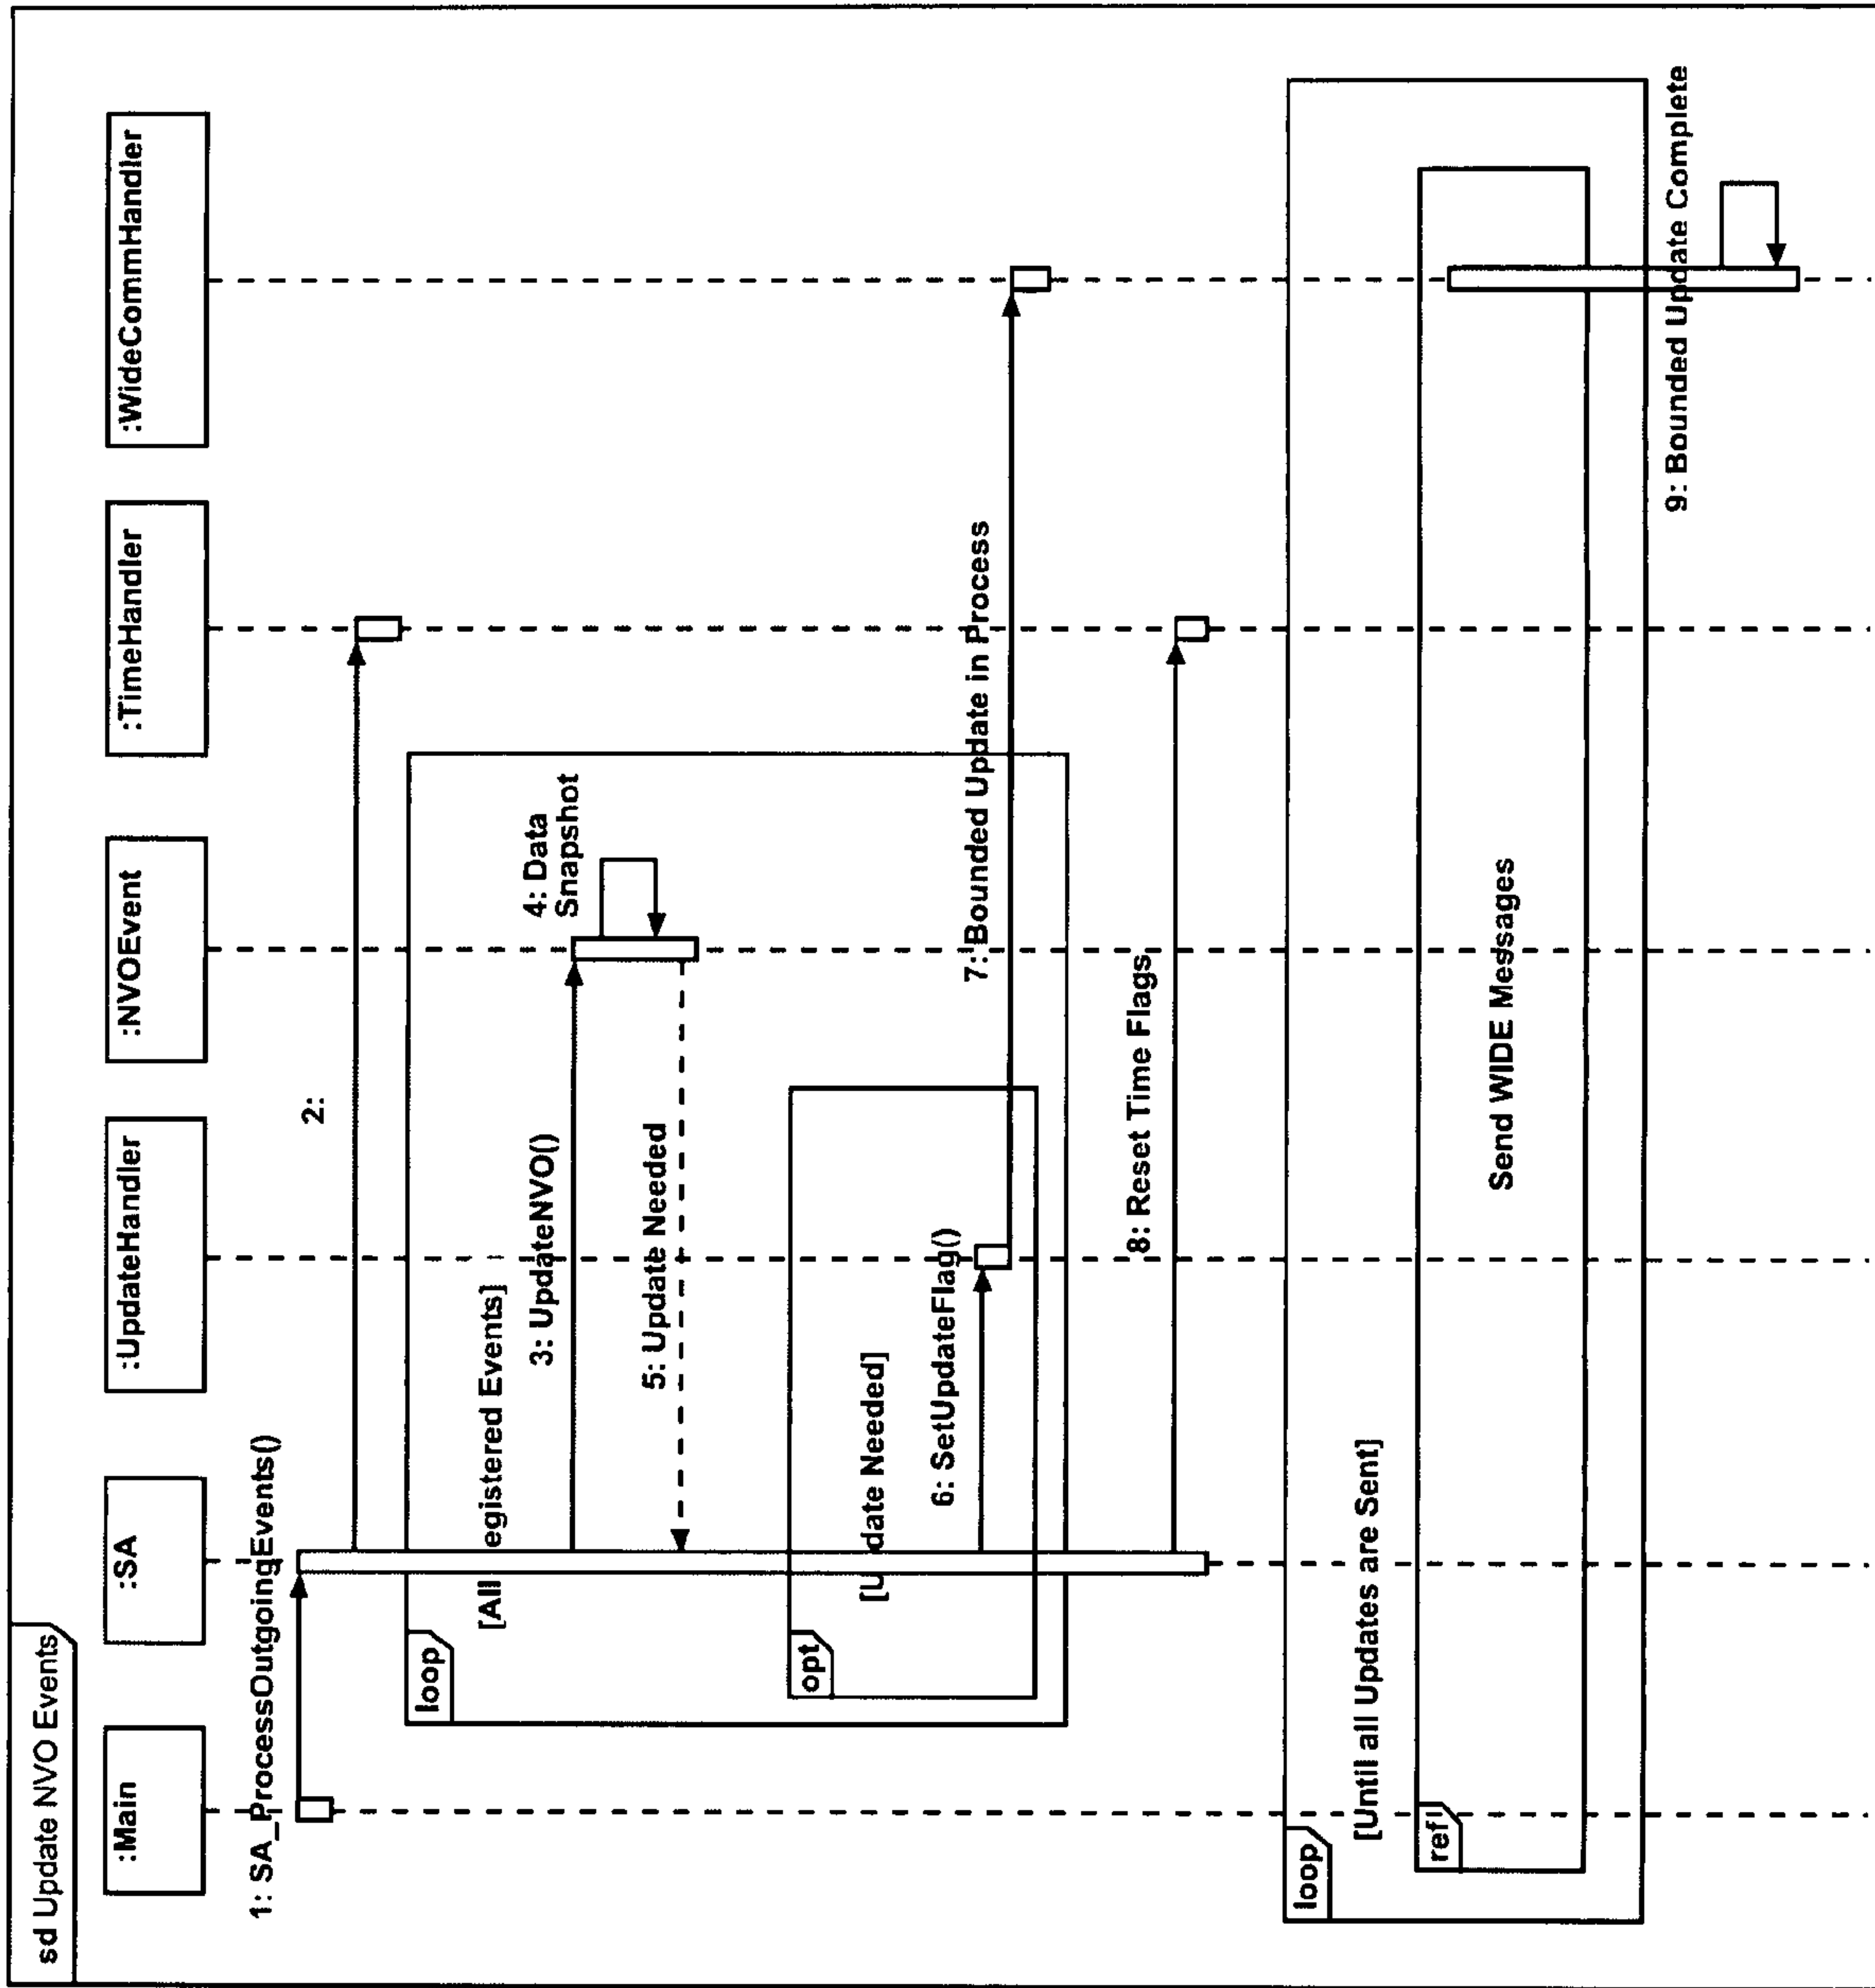 sd Update NVO Events
:Main
:SA
:UpdateHandler
:NVOEvent
:TimeHandler
:WideCommHandler
1: SA_ProcessOutgoingEvents()
2:
loop
[All egistered Events]
3: UpdateNVO()
4: Data
Snapshot
5: Update Needed
opt
[U date Needed]
6: SetUpdateFlag()
7: Bounded Update in Process
8: Reset Time Flags
loop
[Until all Updates are Sent]
ref
Send WIDE Messages
9: Bounded Update Complete